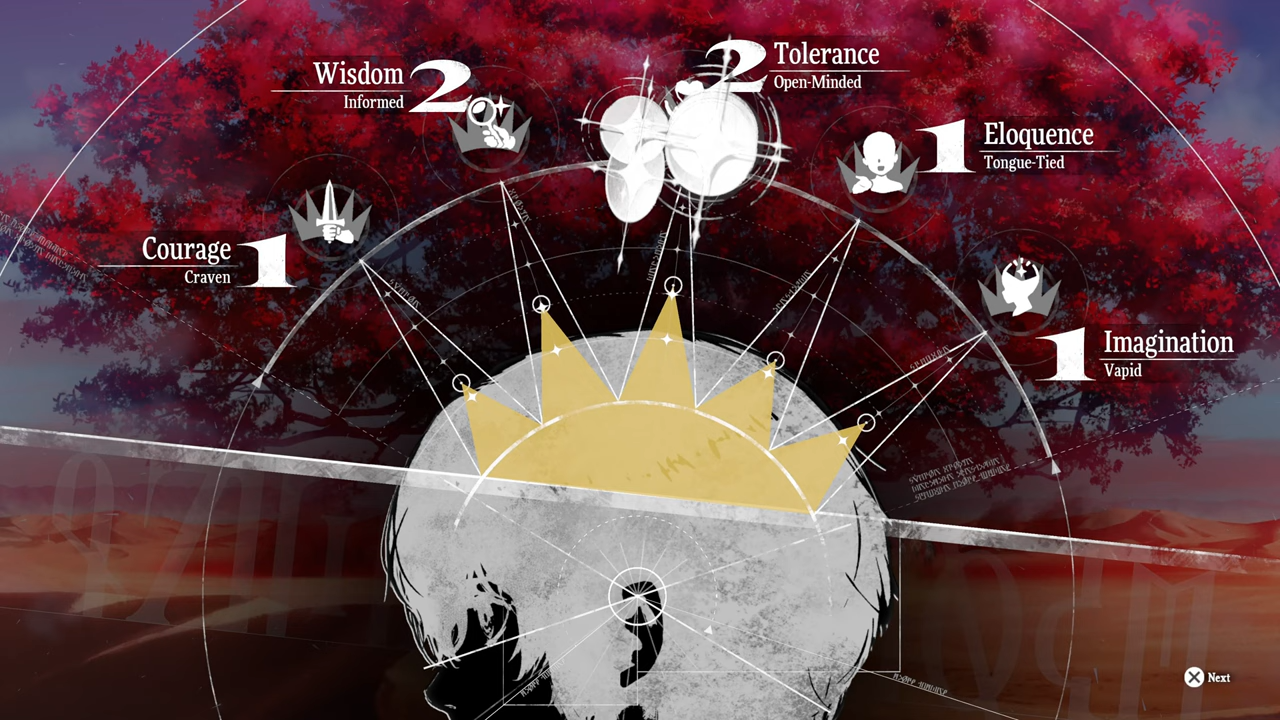 Wisdom 2
Informed
2 Tolerance
Open-Minded
1 Eloquence
Tongue-Tied
Courage 1
Craven
1 Imagination
Vapid
Next